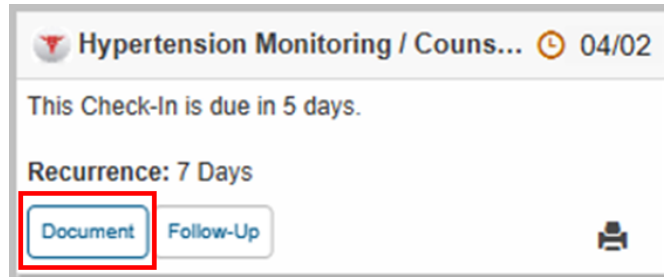 Hypertension Monitoring / Couns... 04/02
This Check-In is due in 5 days.
Recurrence: 7 Days
Document Follow-Up